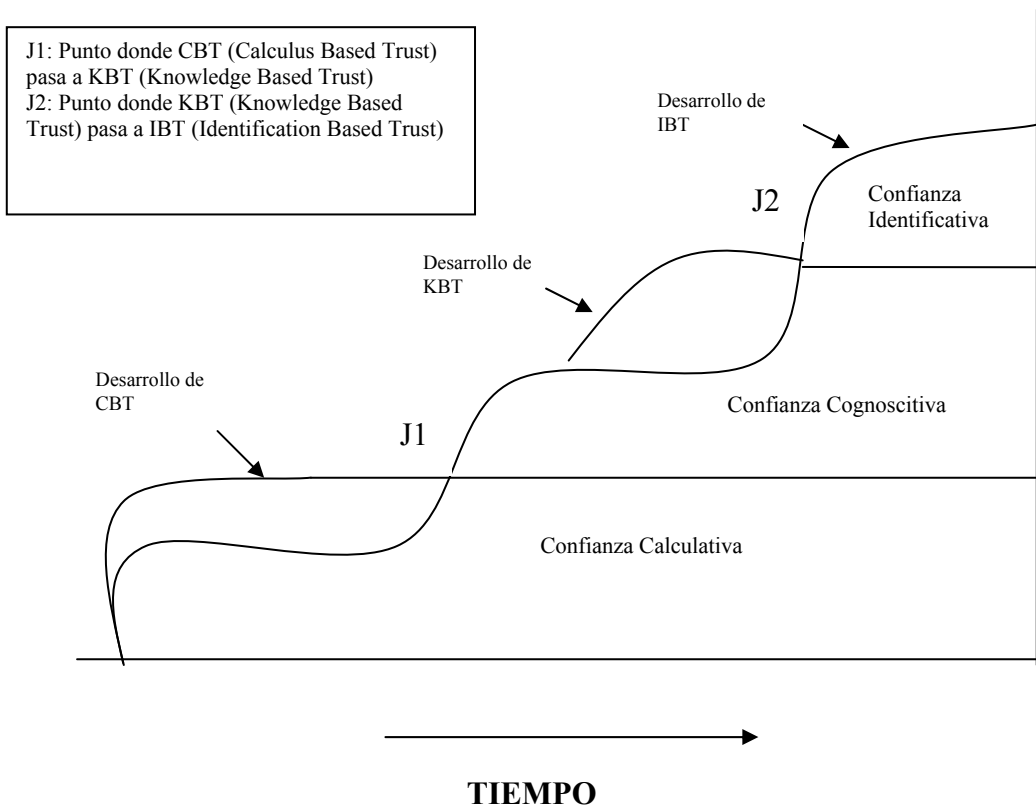 J1: Punto donde CBT (Calculus Based Trust)
pasa a KBT (Knowledge Based Trust)
J2: Punto donde KBT (Knowledge Based
Trust) pasa a IBT (Identification Based Trust)
Desarrollo de
IBT
J2
Confianza
Identificativa
Desarrollo de
KBT
Desarrollo de
CBT
Confianza Cognoscitiva
J1
Confianza Calculativa
TIEMPO